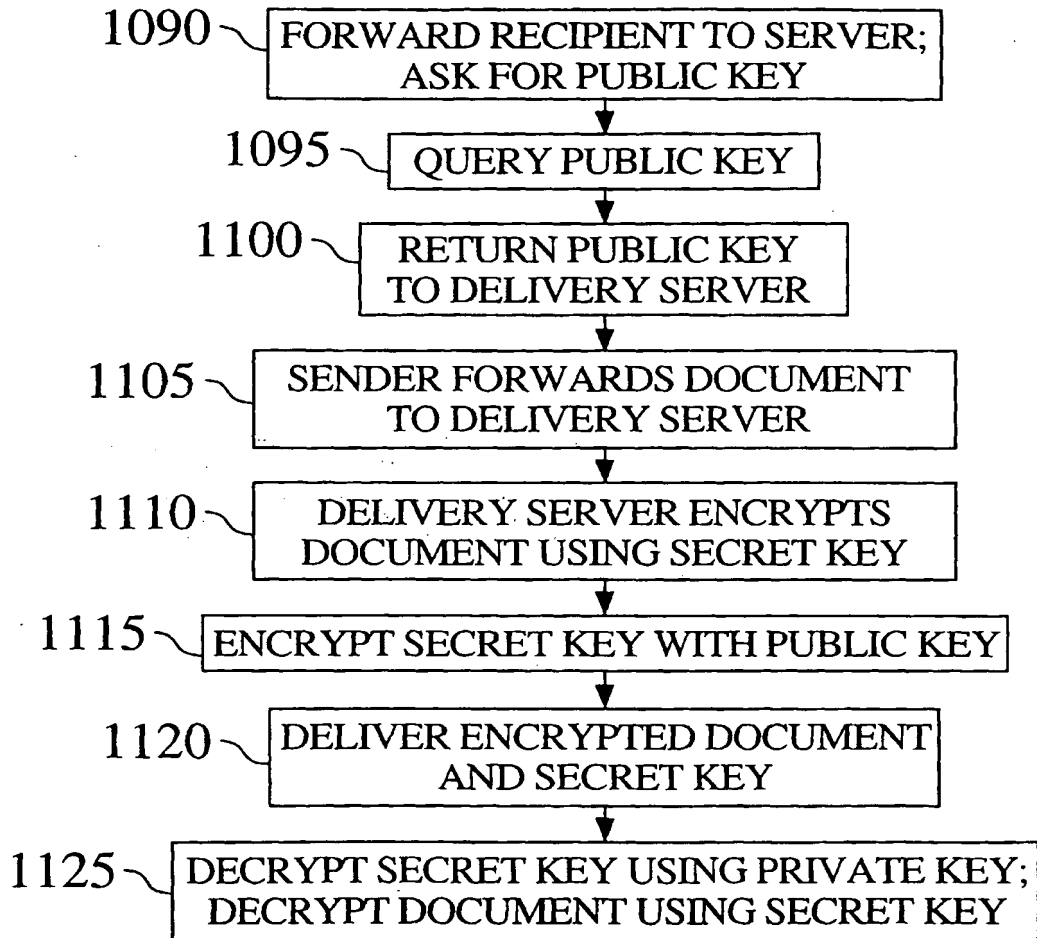 1090
FORWARD RECIPIENT TO SERVER;
ASK FOR PUBLIC KEY
1095
QUERY PUBLIC KEY
1100
RETURN PUBLIC KEY
TO DELIVERY SERVER
1105
SENDER FORWARDS DOCUMENT
TO DELIVERY SERVER
1110
DELIVERY SERVER ENCRYPTS
DOCUMENT USING SECRET KEY
1115
ENCRYPT SECRET KEY WITH PUBLIC KEY
1120
DELIVER ENCRYPTED DOCUMENT
AND SECRET KEY
1125
DECRYPT SECRET KEY USING PRIVATE KEY;
DECRYPT DOCUMENT USING SECRET KEY